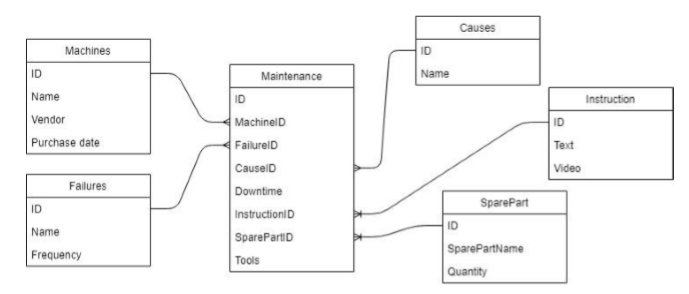 Machines
ID
Name
Vendor
Purchase date
Failures
ID
Name
Frequency
Maintenance
ID
MachineID
FailureID
CauseID
Downtime
InstructionID
SparePartID
Tools
Causes
ID
Name
Instruction
ID
Text
Video
SparePart
ID
SparePartName
Quantity